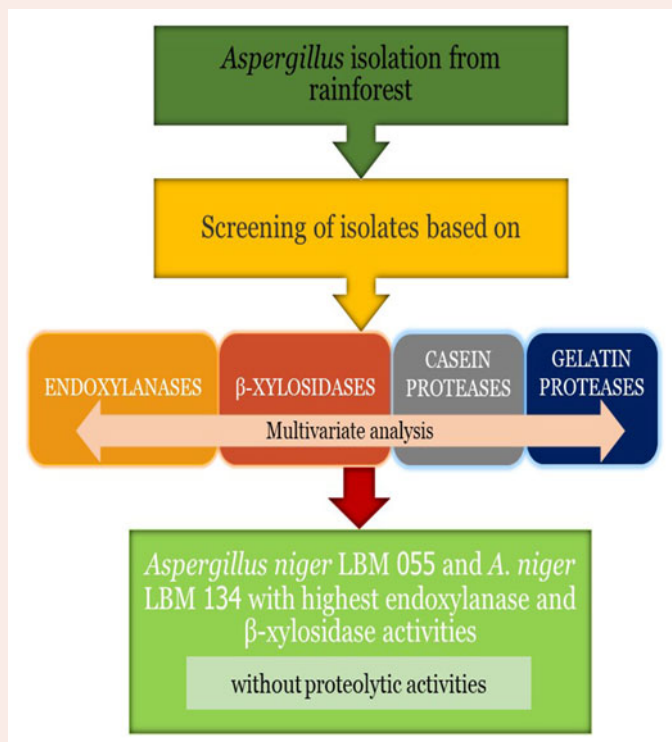 Aspergillus isolation from
rainforest
Screening of isolates based on
ENDOXYLANASES
β-XYLOSIDASES
CASEIN
PROTEASES
GELATIN
PROTEASES
Multivariate analysis
Aspergillus niger LBM 055 and A. niger
LBM 134 with highest endoxylanase and
β-xylosidase activities
without proteolytic activities